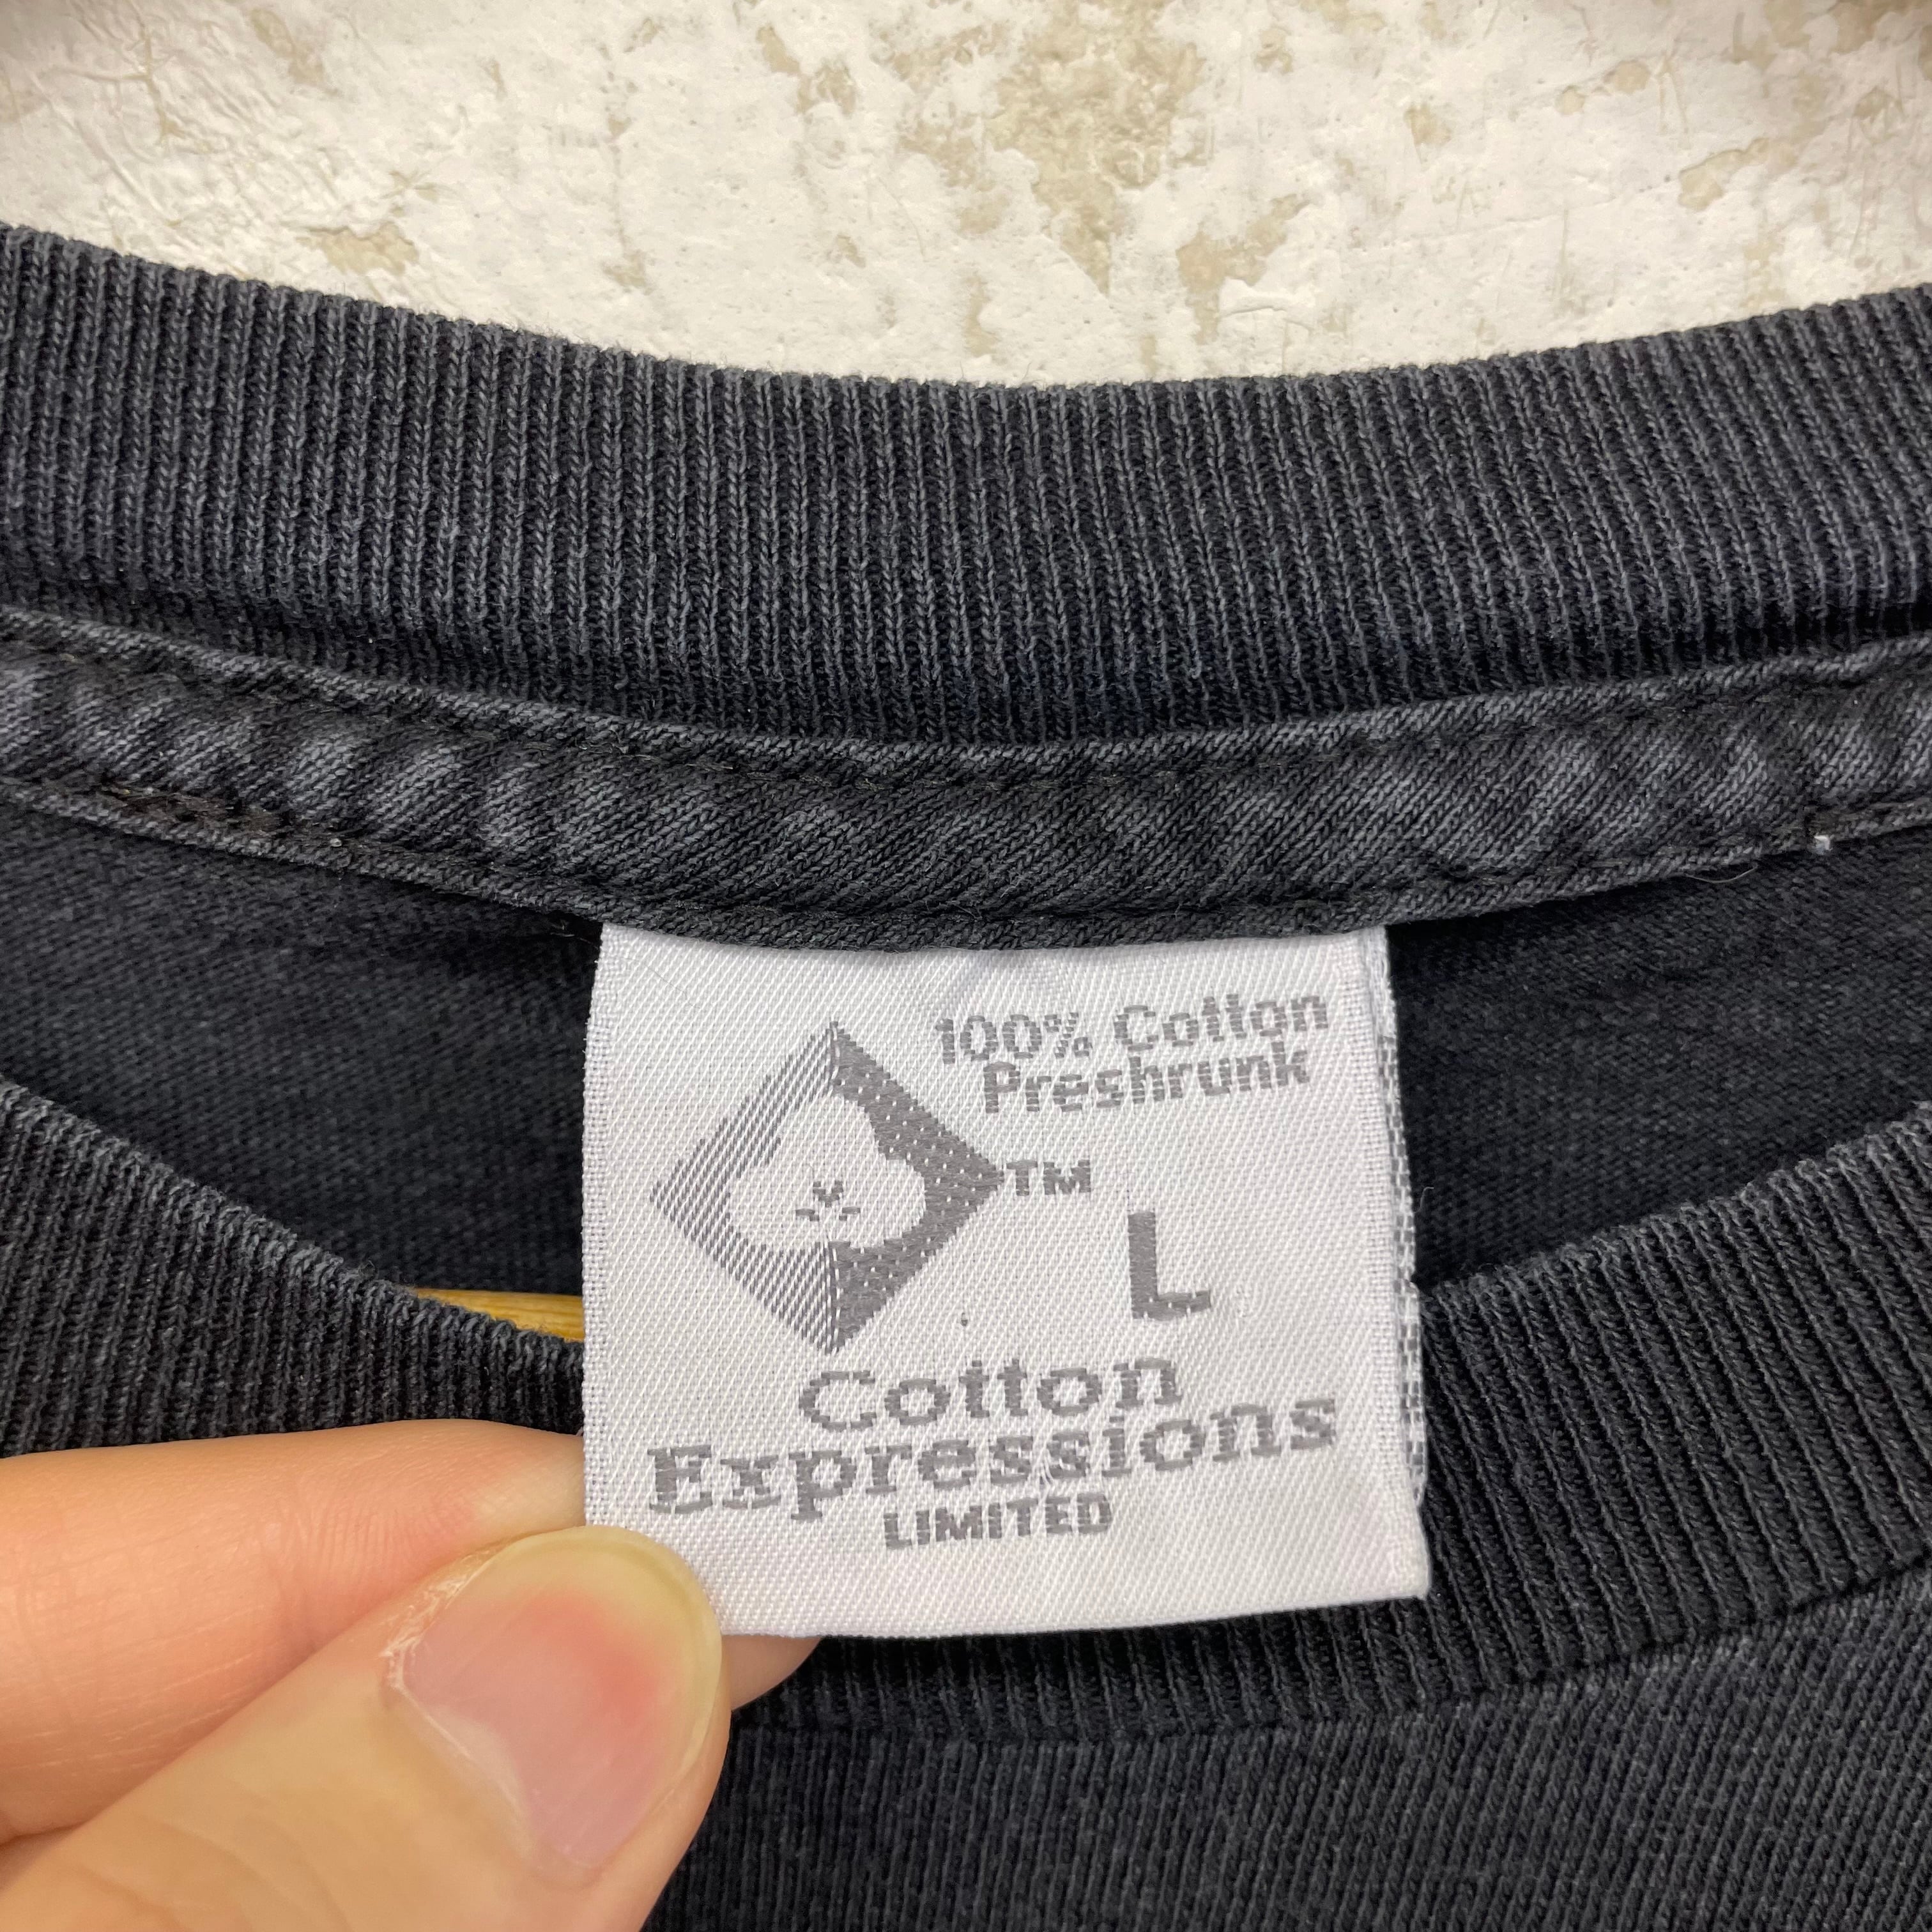 100% Cotton
Preshrunk
TM
L
Cotton
Expressions
LIMITED